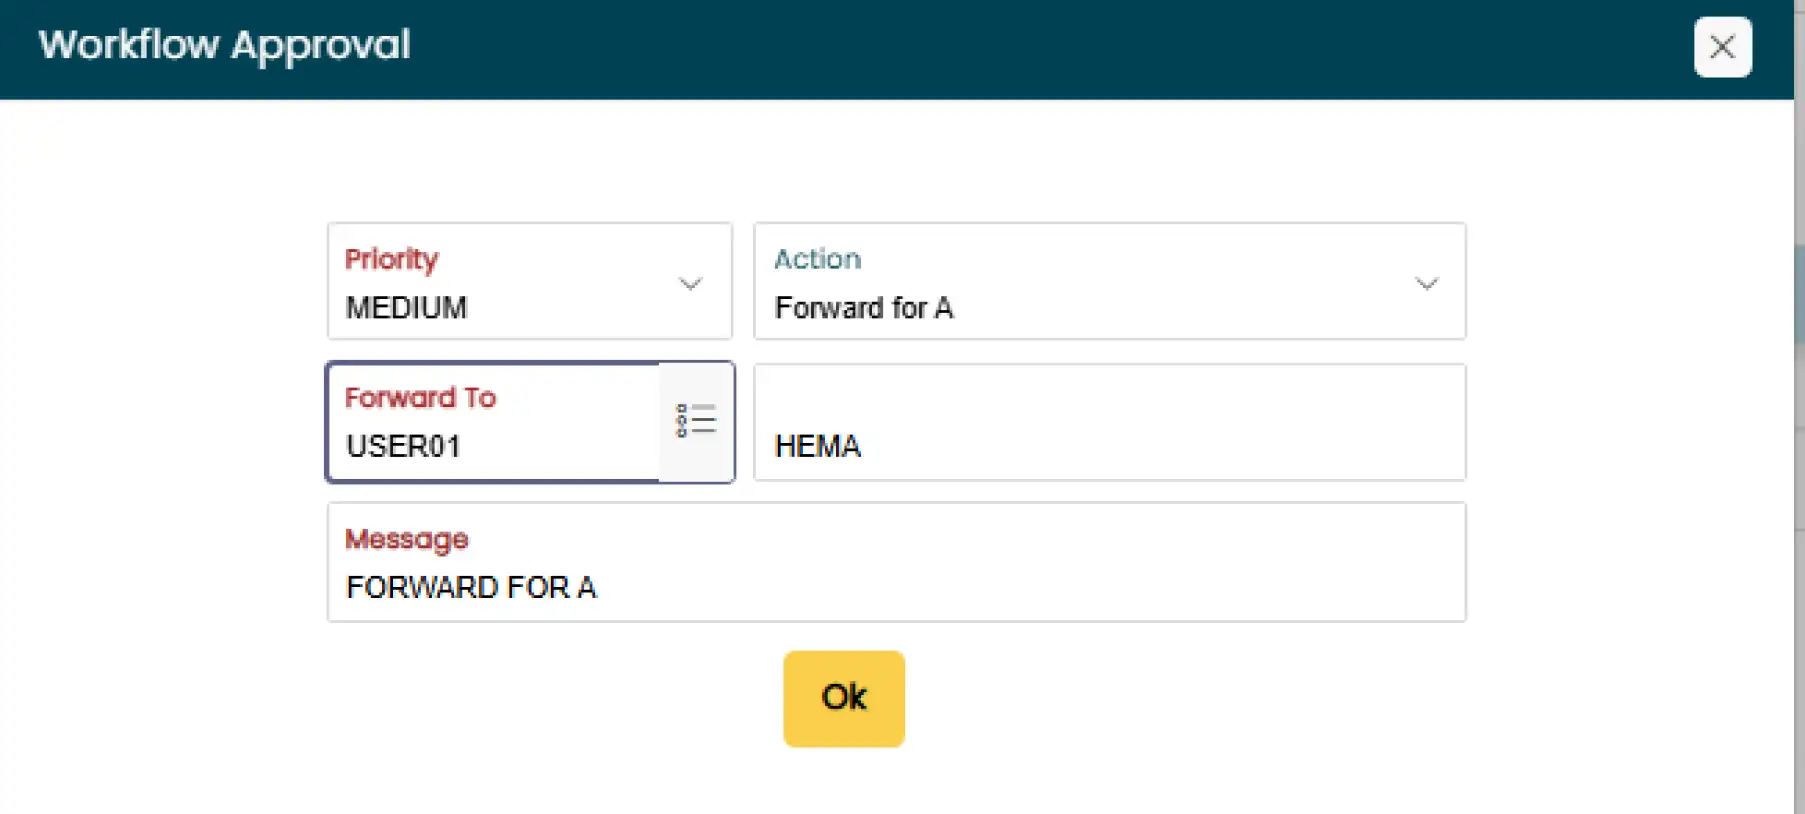 Workflow Approval
Priority
MEDIUM
Action
Forward for A
Forward To
USER01
HEMA
Message
FORWARD FOR A
Ok